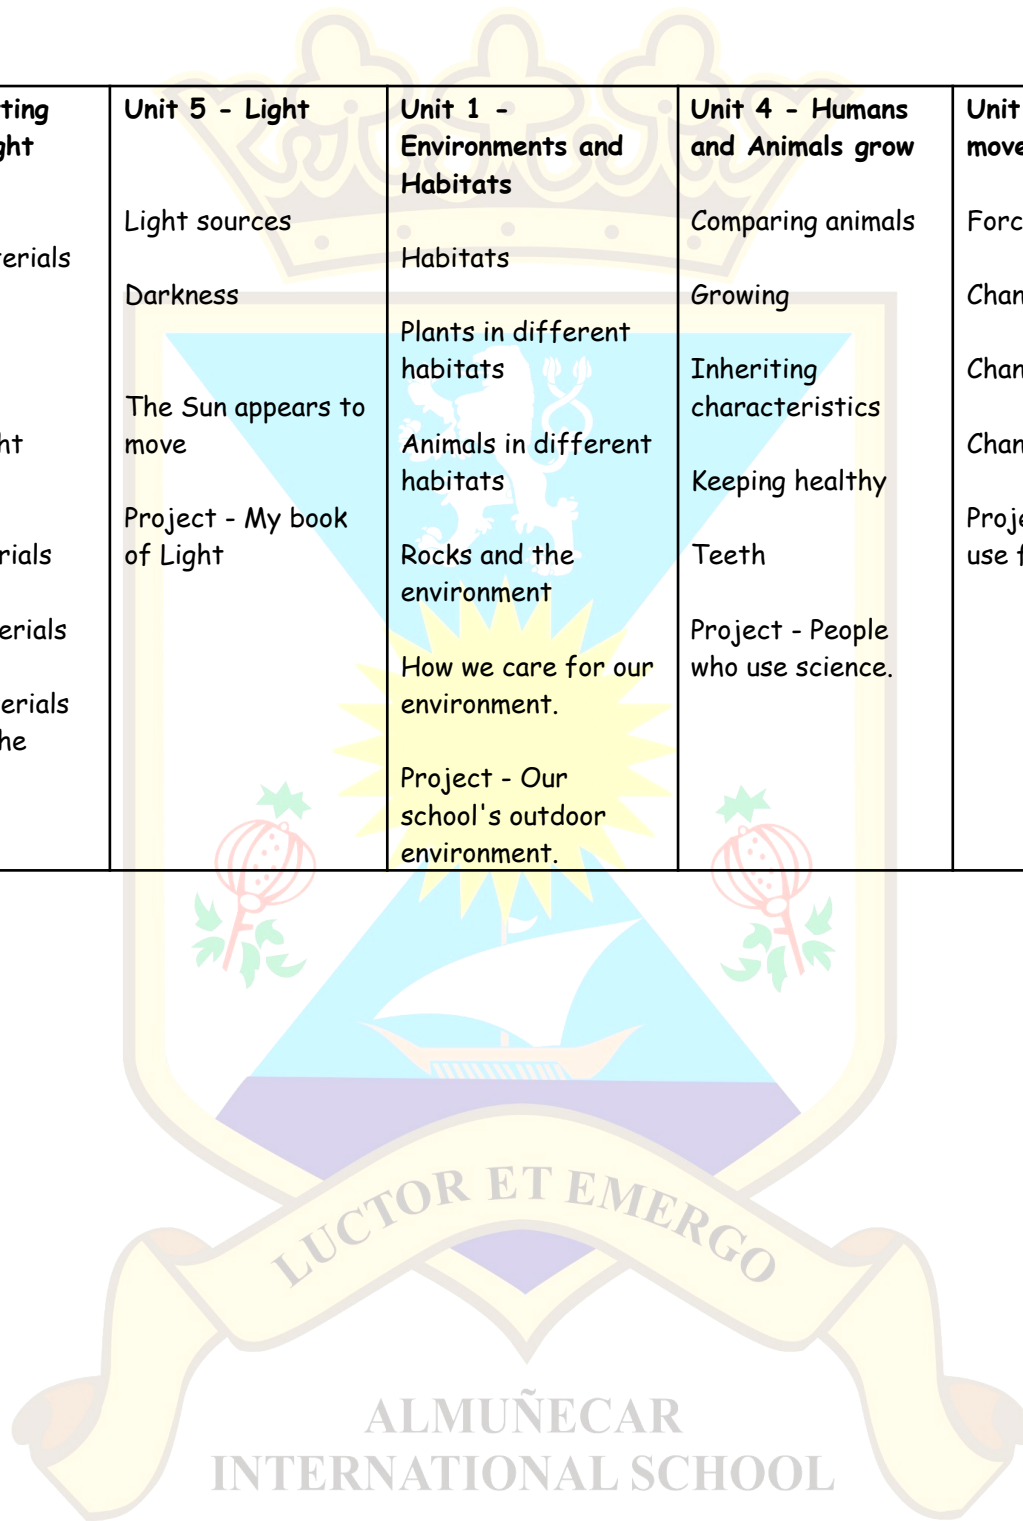 ting
ght
terials
ht
rials
erials
erials
he
Unit 5 - Light
Light sources
Darkness
The Sun appears to
move
Project - My book
of Light
Unit 1 -
Environments and
Habitats
Habitats
Plants in different
habitats
Animals in different
habitats
Rocks and the
environment
How we care for our
environment.
Project - Our
school's outdoor
environment.
Unit 4 - Humans
and Animals grow
Comparing animals
Growing
Inheriting
characteristics
Keeping healthy
Teeth
Project - People
who use science.
Unit
move
Forc
Chan
Chan
Chan
Proje
use f
LUCTOR ET EMERGO
ALMUÑECAR
INTERNATIONAL SCHOOL